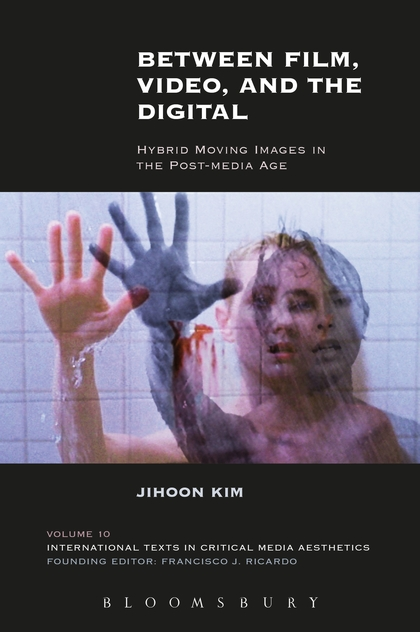 BETWEEN FILM,
VIDEO, AND THE
DIGITAL
HYBRID MOVING IMAGES IN
THE POST-MEDIA AGE
JIHOON KIM
VOLUME 10
INTERNATIONAL TEXTS IN CRITICAL MEDIA AESTHETICS
FOUNDING EDITOR: FRANCISCO J. RICARDO
BLOOMSBURY